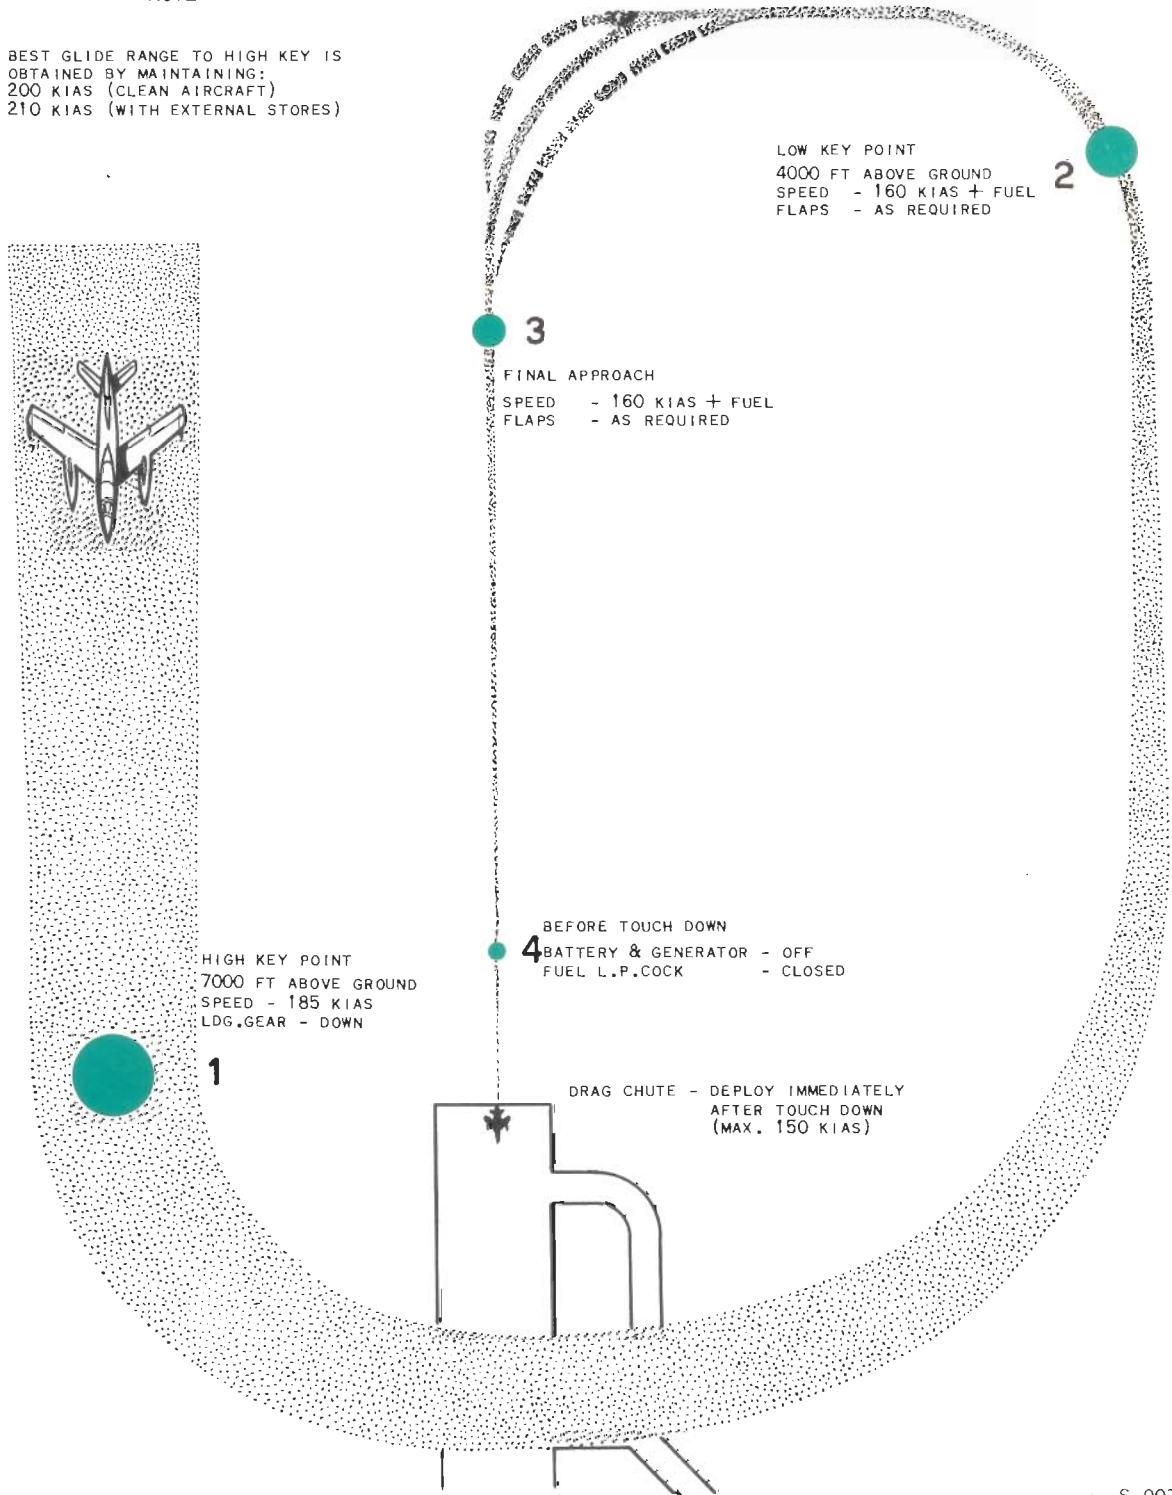 BEST GLIDE RANGE TO HIGH KEY IS
OBTAINED BY MAINTAINING:
200 KIAS (CLEAN AIRCRAFT)
210 KIAS (WITH EXTERNAL STORES)
LOW KEY POINT
4000 FT ABOVE GROUND
SPEED - 160 KIAS + FUEL
FLAPS - AS REQUIRED
2
3
FINAL APPROACH
SPEED - 160 KIAS + FUEL
FLAPS - AS REQUIRED
BEFORE TOUCH DOWN
4 BATTERY & GENERATOR - OFF
FUEL L.P.COCK - CLOSED
HIGH KEY POINT
7000 FT ABOVE GROUND
SPEED - 185 KIAS
LDG.GEAR - DOWN
1
DRAG CHUTE - DEPLOY IMMEDIATELY
AFTER TOUCH DOWN
(MAX. 150 KIAS)